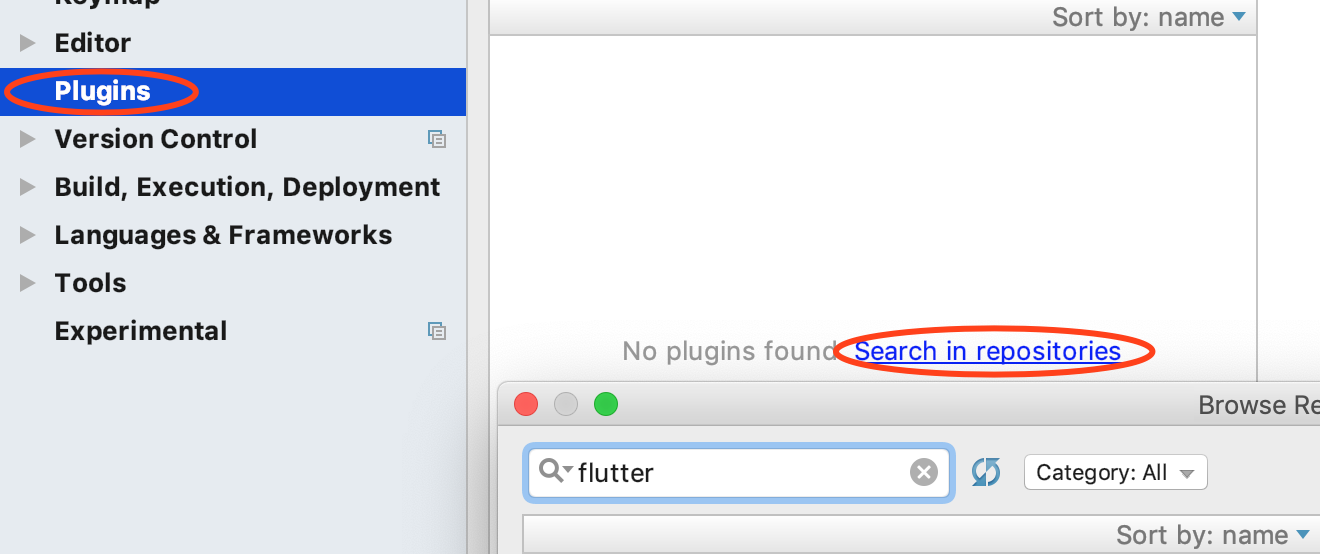 Keymap
Editor
Plugins
Version Control
Build, Execution, Deployment
Languages & Frameworks
Tools
Experimental
Sort by: name
No plugins found Search in repositories
Browse Re
flutter
Category: All
Sort by: name